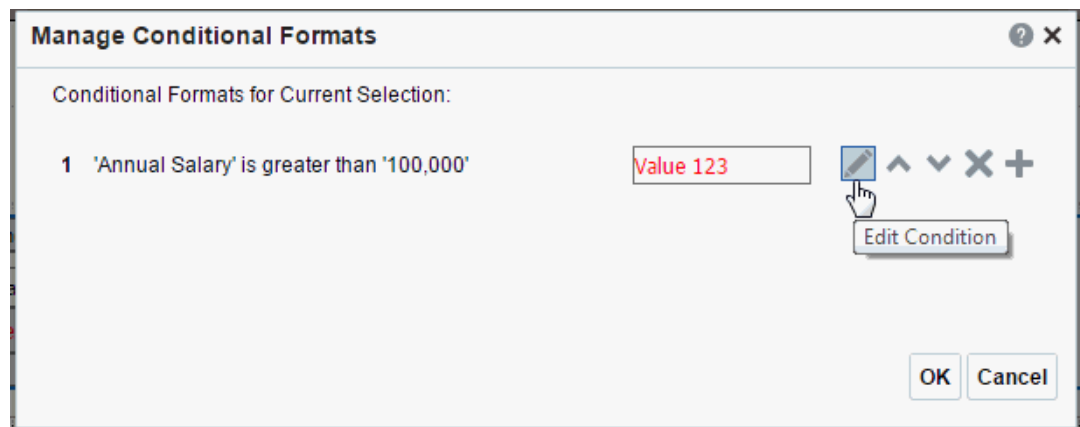 Manage Conditional Formats
Conditional Formats for Current Selection:
1 'Annual Salary' is greater than '100,000' Value 123
Edit Condition
OK Cancel